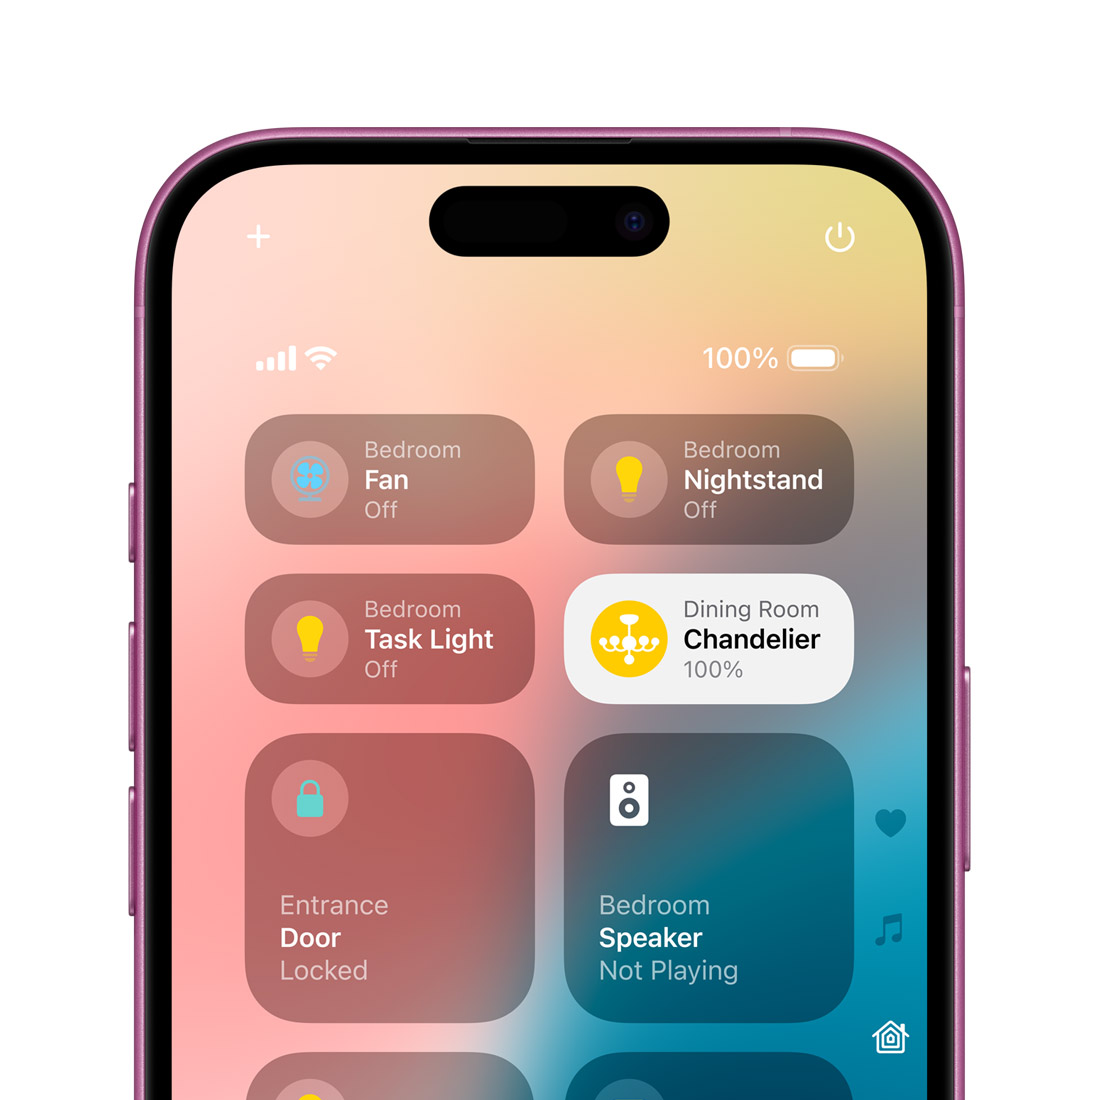 100%
Bedroom
Fan
Off
Bedroom
Nightstand
Off
Bedroom
Task Light
Off
Dining Room
Chandelier
100%
Entrance
Door
Locked
Bedroom
Speaker
Not Playing